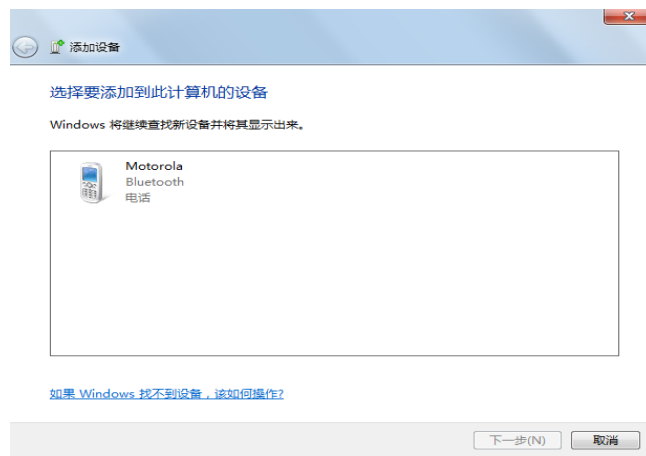 添加设备
选择要添加到此计算机的设备
Windows 将继续查找新设备并将其显示出来。
Motorola
Bluetooth
电话
如果 Windows 找不到设备，该如何操作?
下一步(N)
取消